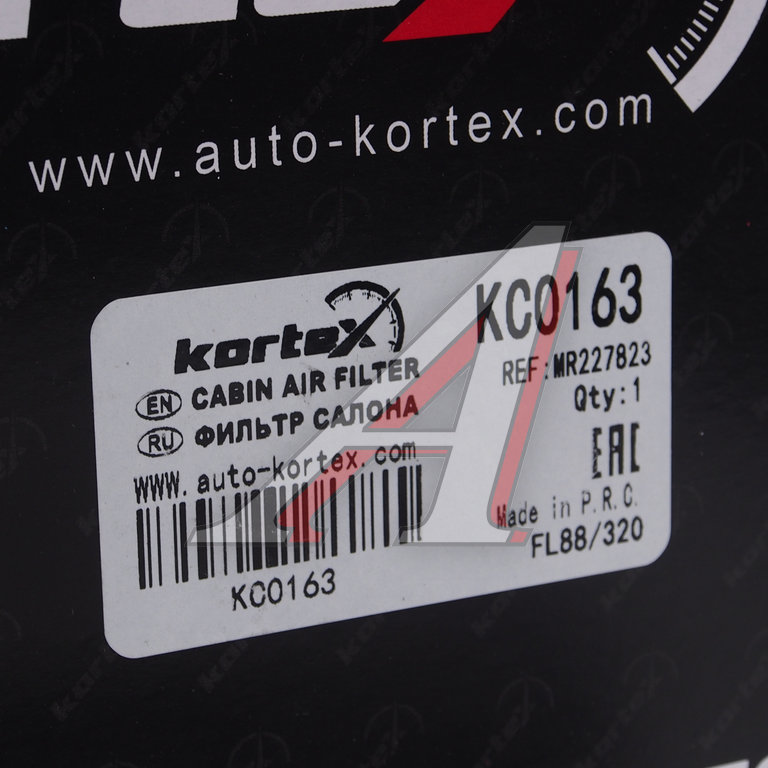 www.auto-kortex.com
kortex
KC0163
REF:MR227823
Qty:1
EN CABIN AIR FILTER
RU ФИЛЬТР САЛОНА
WWW.auto-kortex.com
EAC
Made in P.R.C.
FL88/320
KC0163